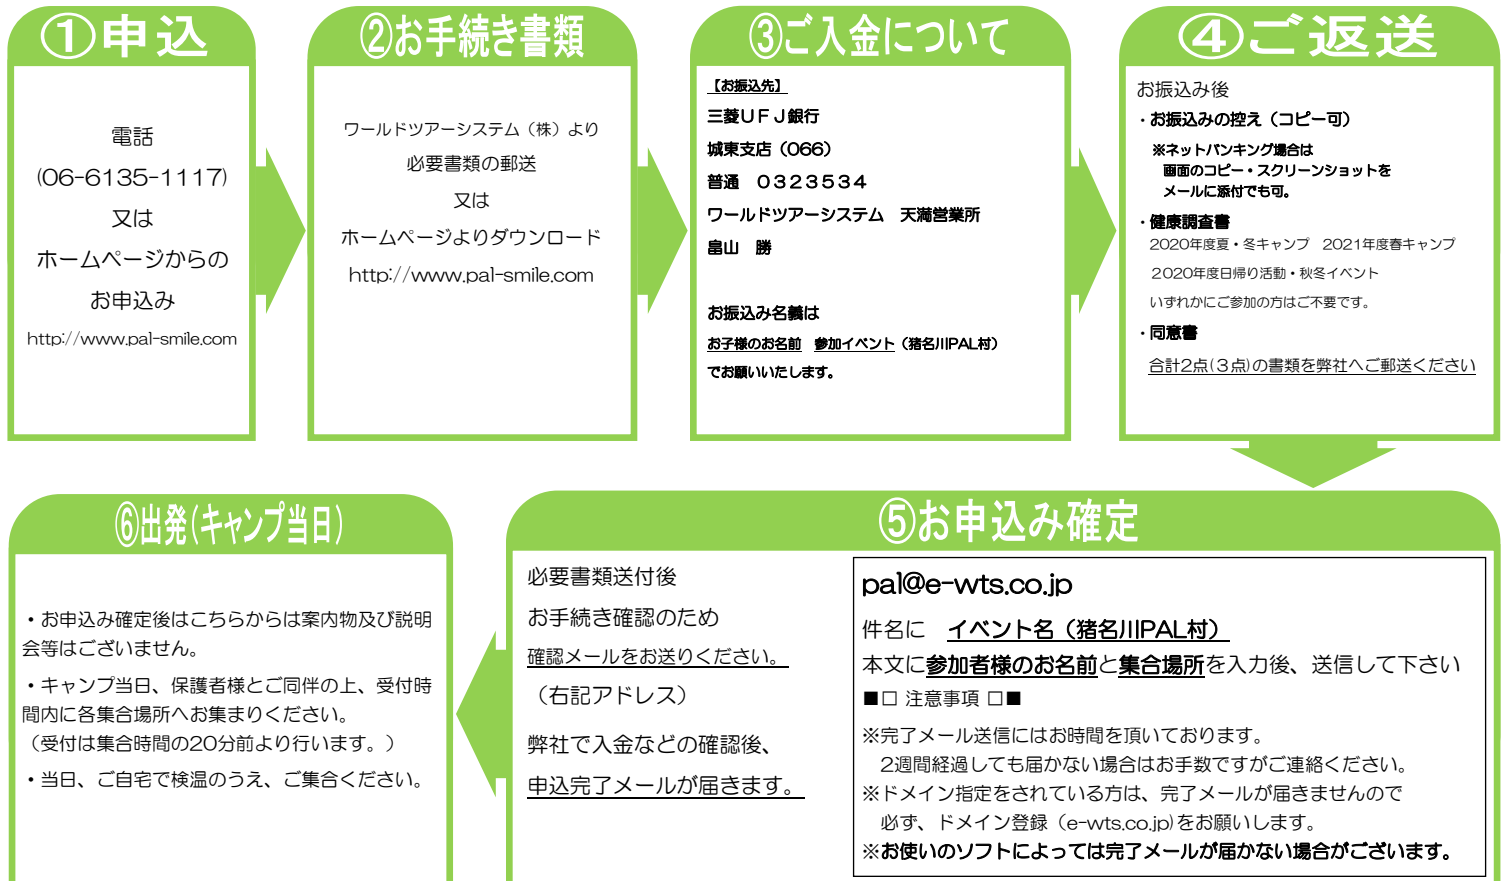 ①申込
電話
(06-6135-1117)
又は
ホームページからの
お申込み
http://www.pal-smile.com
②お手続き書類
ワールドツアーシステム（株）より
必要書類の郵送
又は
ホームページよりダウンロード
http://www.pal-smile.com
③ご入金について
【お振込先】
三菱ＵＦＪ銀行
城東支店（066）
普通　０３２３５３４
ワールドツアーシステム　天満営業所
畠山　勝
お振込み名義は
お子様のお名前　参加イベント（猪名川PAL村）
でお願いいたします。
④ご返送
お振込み後
・お振込みの控え（コピー可）
※ネットバンキング場合は
画面のコピー・スクリーンショットを
メールに添付でも可。
・健康調査書
2020年度夏・冬キャンプ　2021年度春キャンプ
２020年度日帰り活動・秋冬イベント
いずれかにご参加の方はご不要です。
・同意書
合計2点(３点)の書類を弊社へご郵送ください
⑤お申込み確定
必要書類送付後
お手続き確認のため
確認メールをお送りください。
（右記アドレス）
弊社で入金などの確認後、
申込完了メールが届きます。
pal@e-wts.co.jp
件名に　イベント名（猪名川PAL村）
本文に参加者様のお名前と集合場所を入力後、送信して下さい
■□ 注意事項 □■
※完了メール送信にはお時間を頂いております。
2週間経過しても届かない場合はお手数ですがご連絡ください。
※ドメイン指定をされている方は、完了メールが届きませんので
必ず、ドメイン登録（e-wts.co.jp)をお願いします。
※お使いのソフトによっては完了メールが届かない場合がございます。
⑥出発(キャンプ当日)
・お申込み確定後はこちらからは案内物及び説明
会等はございません。
・キャンプ当日、保護者様とご同伴の上、受付時
間内に各集合場所へお集まりください。
（受付は集合時間の20分前より行います。）
・当日、ご自宅で検温のうえ、ご集合ください。